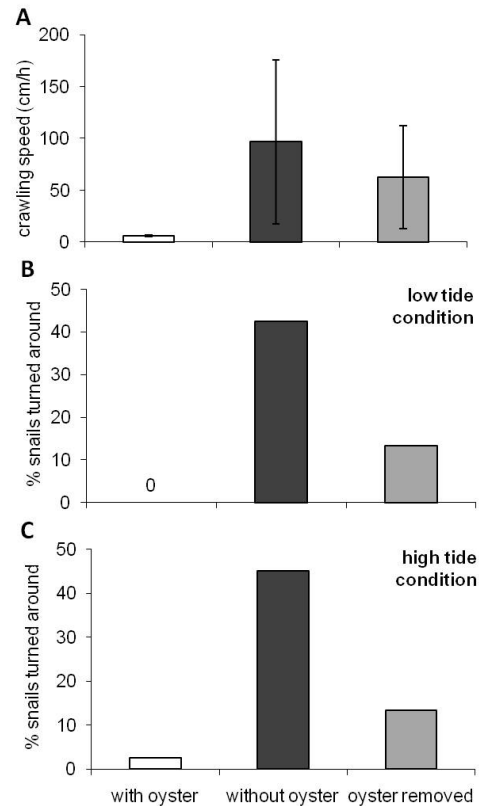 A
200
150
100
50
0
crawling speed (cm/h)
B
50
40
30
20
10
0
% snails turned around
low tide
condition
0
C
50
40
30
20
10
0
% snails turned around
high tide
condition
with oyster without oyster oyster removed